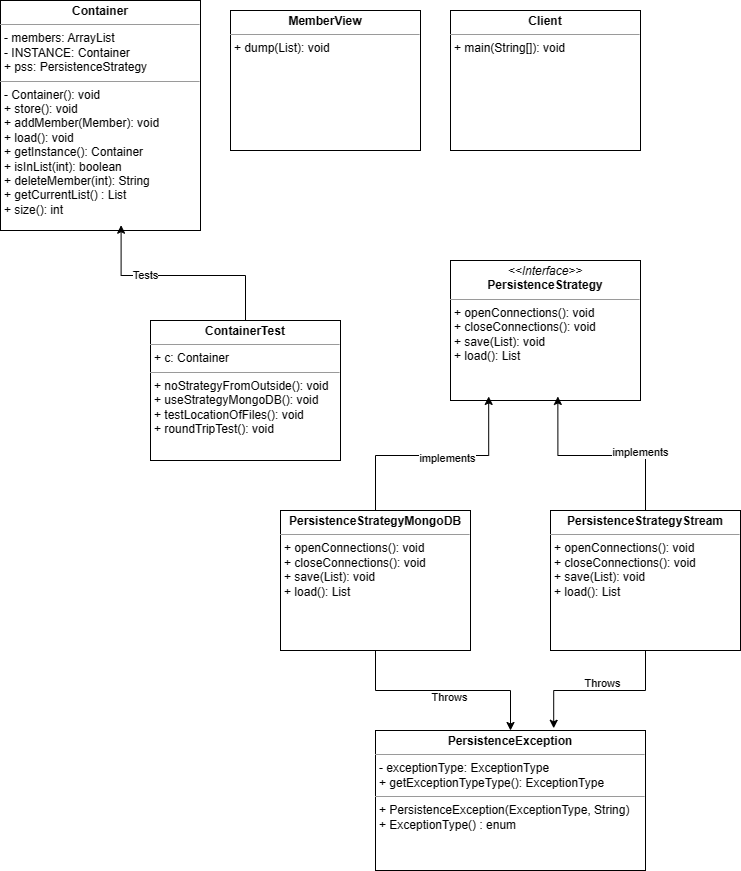 Container
- members: ArrayList
- INSTANCE: Container
+ pss: PersistenceStrategy
- Container(): void
+ store(): void
+ addMember(Member): void
+ load(): void
+ getInstance(): Container
+ isInList(int): boolean
+ deleteMember(int): String
+ getCurrentList() : List
+ size(): int
MemberView
+ dump(List): void
Client
+ main(String[]): void
Tests
ContainerTest
+ c: Container
+ noStrategyFromOutside(): void
+ useStrategyMongoDB(): void
+ testLocationOfFiles(): void
+ roundTripTest(): void
<<Interface>>
PersistenceStrategy
+ openConnections(): void
+ closeConnections(): void
+ save(List): void
+ load(): List
implements
implements
PersistenceStrategyMongoDB
+ openConnections(): void
+ closeConnections(): void
+ save(List): void
+ load(): List
PersistenceStrategyStream
+ openConnections(): void
+ closeConnections(): void
+ save(List): void
+ load(): List
Throws
Throws
PersistenceException
- exceptionType: ExceptionType
+ getExceptionTypeType(): ExceptionType
+ PersistenceException(ExceptionType, String)
+ ExceptionType() : enum